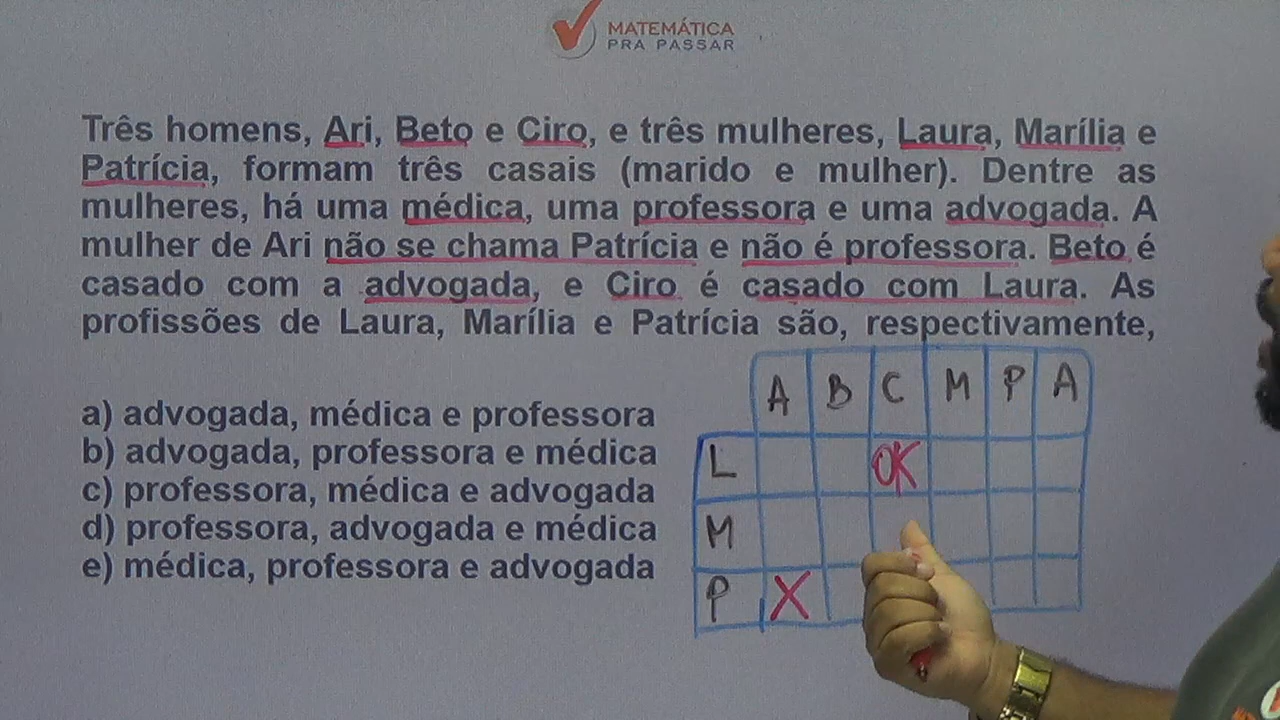 MATEMÁTICA
PRA PASSAR
Três homens, Ari, Beto e Ciro, e três mulheres, Laura, Marília e
Patrícia, formam três casais (marido e mulher). Dentre as
mulheres, há uma médica, uma professora e uma advogada. A
mulher de Ari não se chama Patrícia e não é professora. Beto é
casado com a advogada, e Ciro é casado com Laura. As
profissões de Laura, Marília e Patrícia são, respectivamente,
a) advogada, médica e professora
b) advogada, professora e médica
c) professora, médica e advogada
d) professora, advogada e médica
e) médica, professora e advogada
A B C M P A
L OK
M
P X